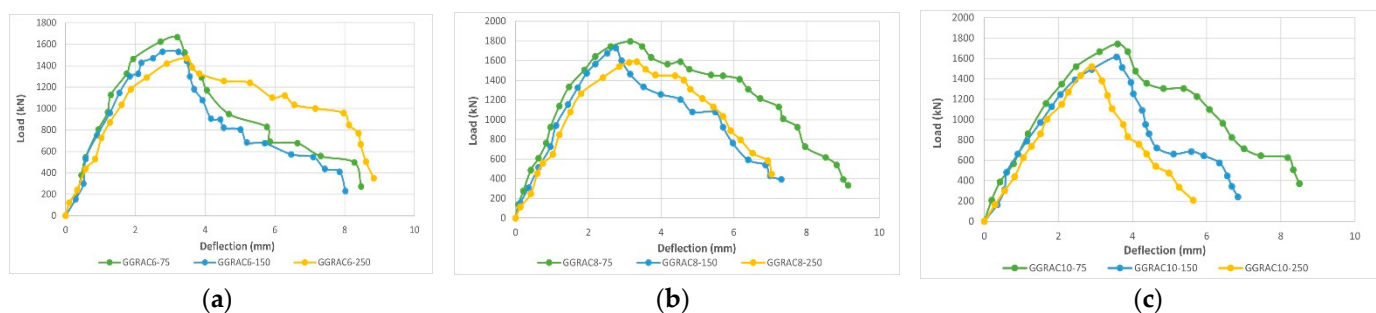 Load (kN)
1800
1600
1400
1200
1000
800
600
400
200
0
0 2 4 6 8 10
Deflection (mm)
GGRAC6-75 GGRAC6-150 GGRAC6-250
(a)
Load (kN)
2000
1800
1600
1400
1200
1000
800
600
400
200
0
0 2 4 6 8 10
Deflection (mm)
GGRAC8-75 GGRAC8-150 GGRAC8-250
(b)
Load (kN)
2000
1800
1600
1400
1200
1000
800
600
400
200
0
0 2 4 6 8 10
Deflection (mm)
GGRAC10-75 GGRAC10-150 GGRAC10-250
(c)